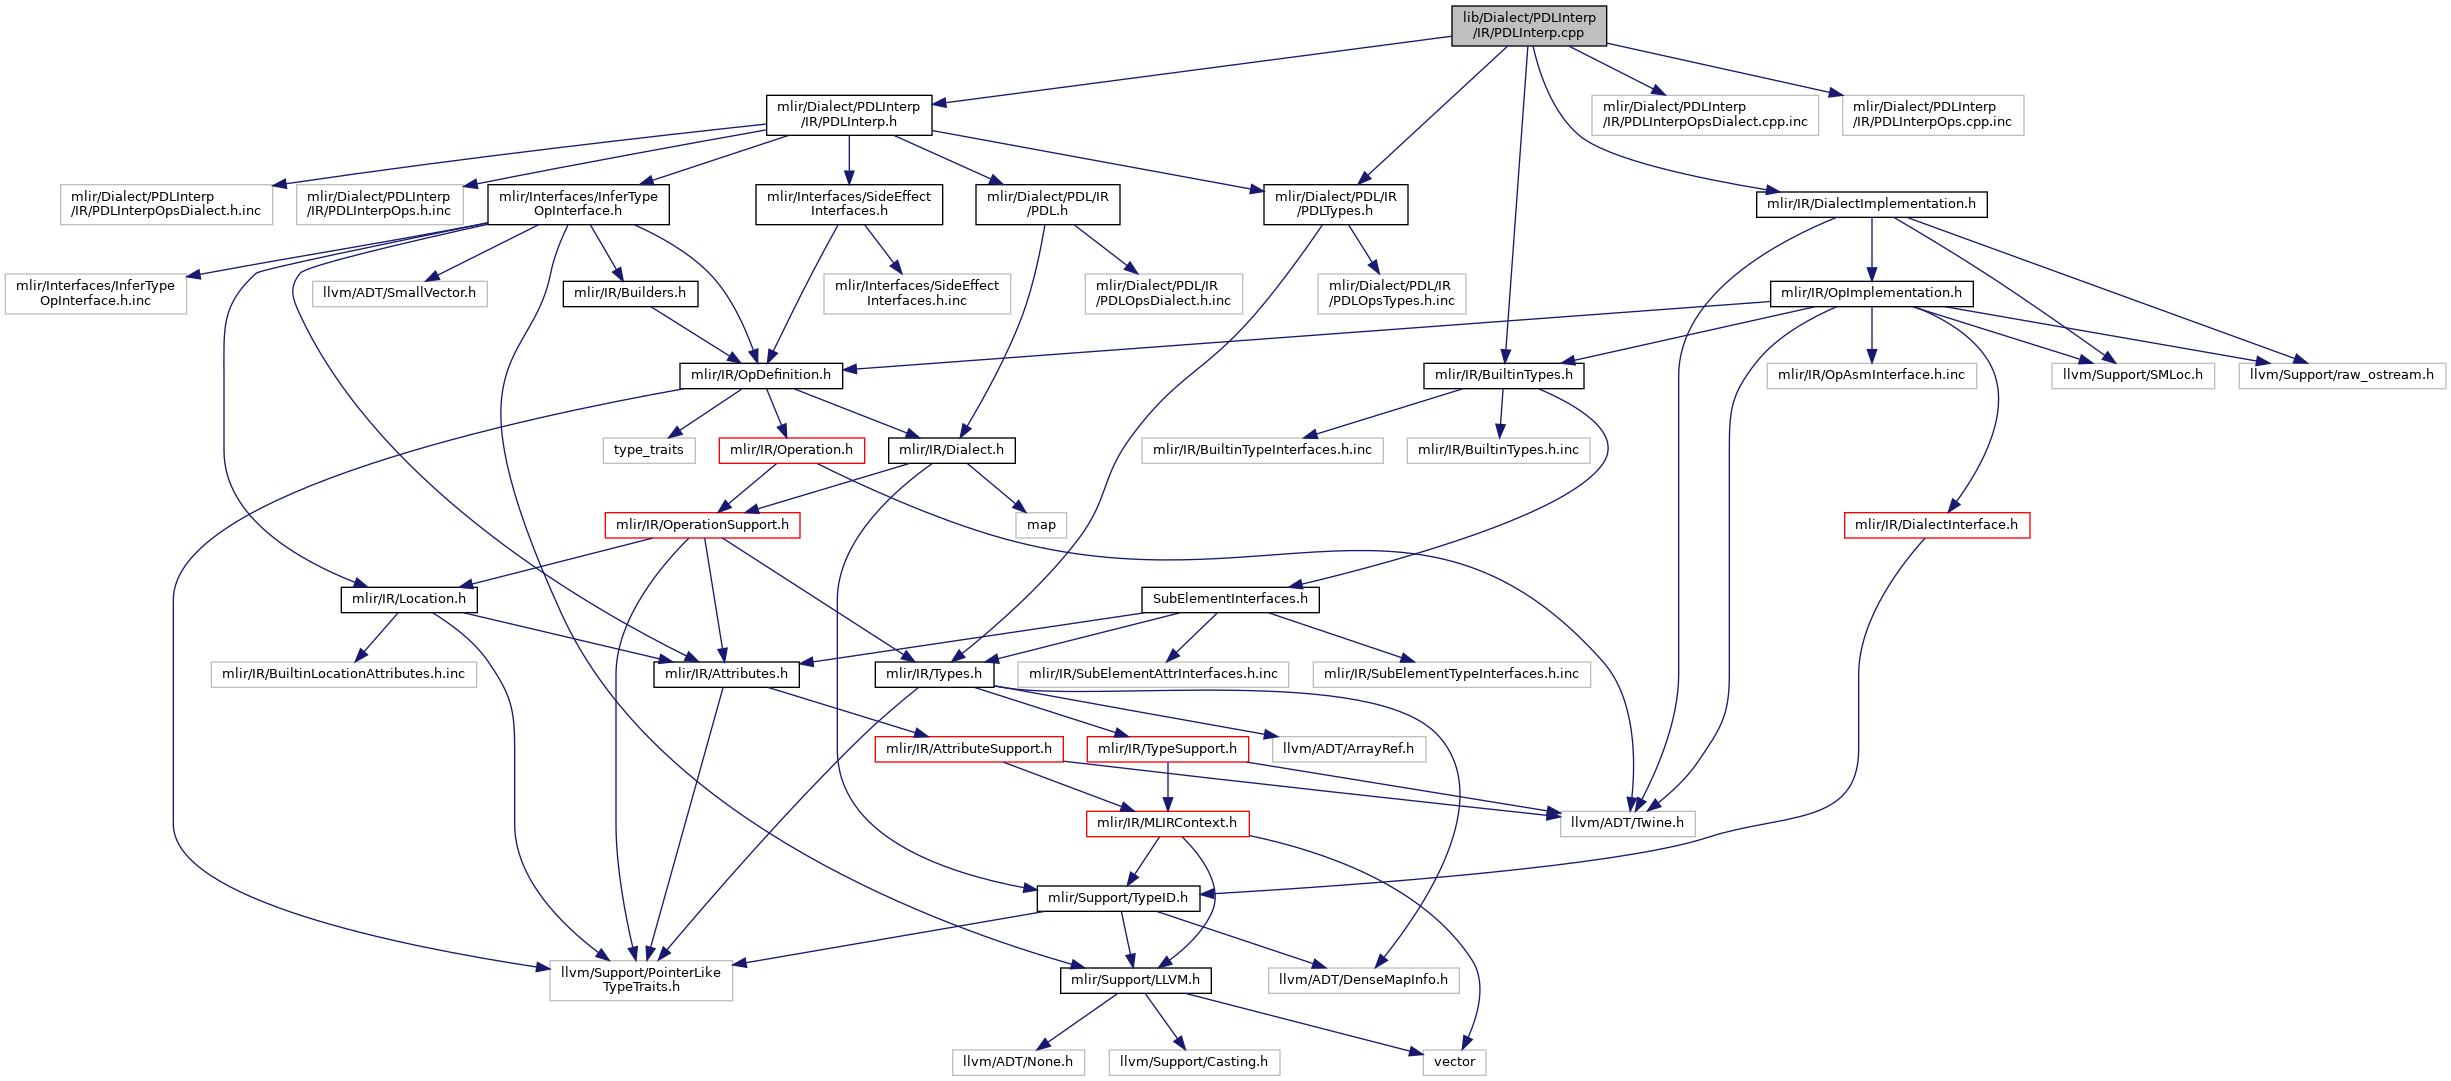 lib/Dialect/PDLInterp
/IR/PDLInterp.cpp
mlir/Dialect/PDLInterp
/IR/PDLInterp.h
mlir/Dialect/PDLInterp
/IR/PDLInterpOpsDialect.cpp.inc
mlir/Dialect/PDLInterp
/IR/PDLInterpOps.cpp.inc
mlir/Dialect/PDLInterp
/IR/PDLInterpOpsDialect.h.inc
mlir/Dialect/PDLInterp
/IR/PDLInterpOps.h.inc
mlir/Interfaces/InferType
OpInterface.h
mlir/Interfaces/SideEffect
Interfaces.h
mlir/Dialect/PDL/IR
/PDL.h
mlir/Dialect/PDL/IR
/PDLTypes.h
mlir/IR/DialectImplementation.h
mlir/Interfaces/InferType
OpInterface.h.inc
llvm/ADT/SmallVector.h
mlir/IR/Builders.h
mlir/Interfaces/SideEffect
Interfaces.h.inc
mlir/Dialect/PDL/IR
/PDLOpsDialect.h.inc
mlir/Dialect/PDL/IR
/PDLOpsTypes.h.inc
mlir/IR/OpImplementation.h
mlir/IR/OpDefinition.h
mlir/IR/BuiltinTypes.h
mlir/IR/OpAsmInterface.h.inc
llvm/Support/SMLoc.h
llvm/Support/raw_ostream.h
type_traits
mlir/IR/Operation.h
mlir/IR/Dialect.h
mlir/IR/BuiltinTypeInterfaces.h.inc
mlir/IR/BuiltinTypes.h.inc
mlir/IR/OperationSupport.h
map
mlir/IR/DialectInterface.h
mlir/IR/Location.h
SubElementInterfaces.h
mlir/IR/BuiltinLocationAttributes.h.inc
mlir/IR/Attributes.h
mlir/IR/Types.h
mlir/IR/SubElementAttrInterfaces.h.inc
mlir/IR/SubElementTypeInterfaces.h.inc
mlir/IR/AttributeSupport.h
mlir/IR/TypeSupport.h
llvm/ADT/ArrayRef.h
mlir/IR/MLIRContext.h
llvm/ADT/Twine.h
mlir/Support/TypeID.h
llvm/Support/PointerLike
TypeTraits.h
mlir/Support/LLVM.h
llvm/ADT/DenseMapInfo.h
llvm/ADT/None.h
llvm/Support/Casting.h
vector